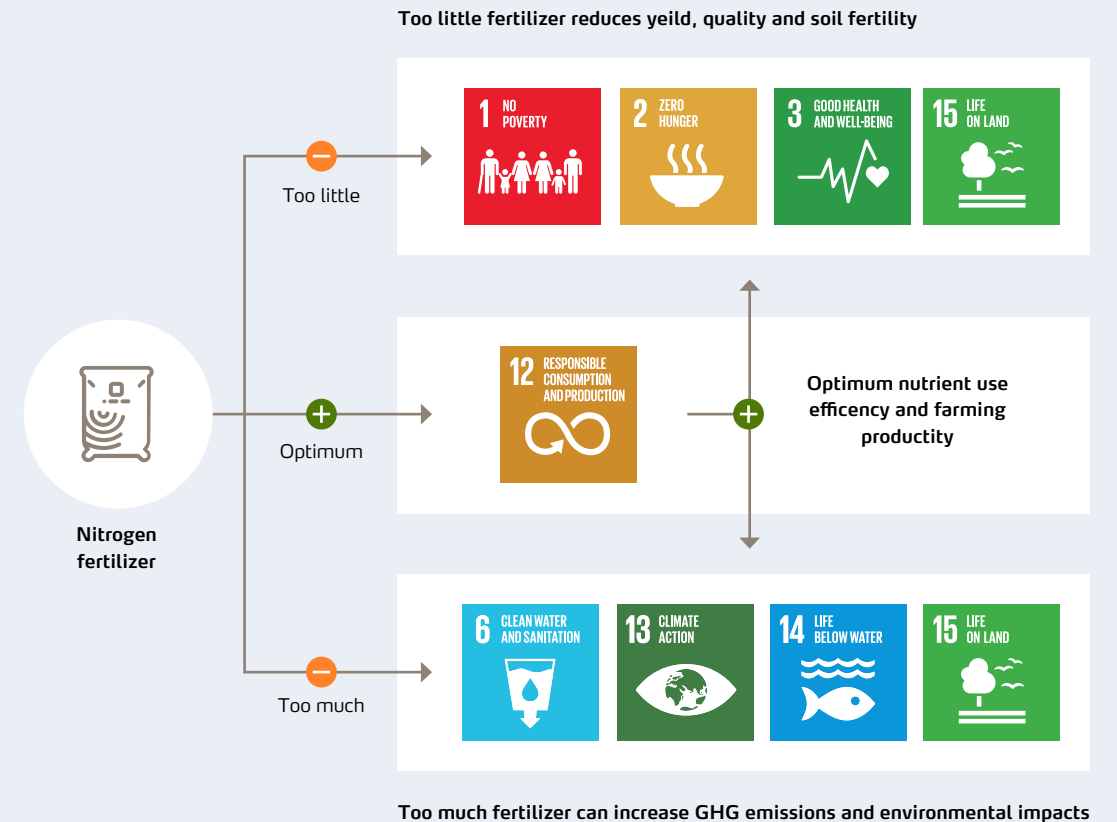 Too little fertilizer reduces yeild, quality and soil fertility
1 NO
POVERTY
2 ZERO
HUNGER
3 GOOD HEALTH
AND WELL-BEING
15 LIFE
ON LAND
Too little
12 RESPONSIBLE
CONSUMPTION
AND PRODUCTION
Optimum nutrient use
efficency and farming
productity
Optimum
Nitrogen
fertilizer
6 CLEAN WATER
AND SANITATION
13 CLIMATE
ACTION
14 LIFE
BELOW WATER
15 LIFE
ON LAND
Too much
Too much fertilizer can increase GHG emissions and environmental impacts